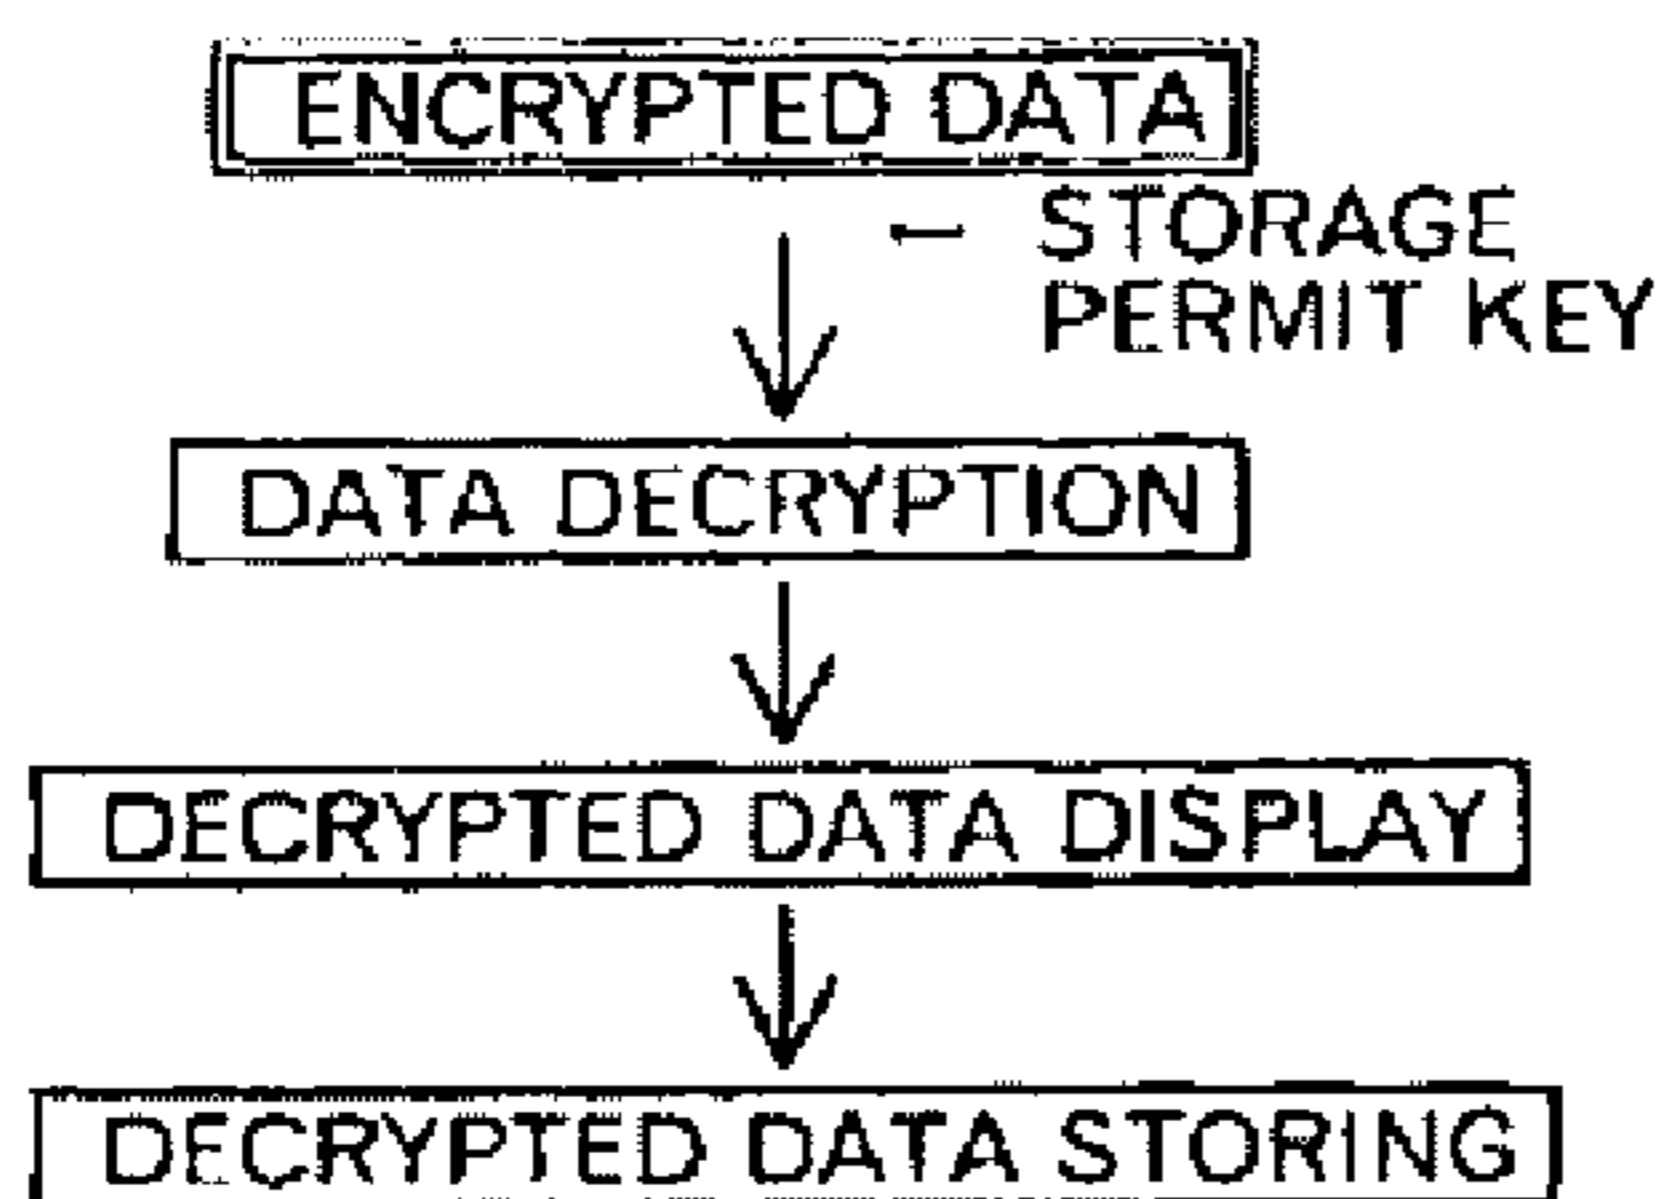 ENCRYPTED DATA
STORAGE
PERMIT KEY
DATA DECRYPTION
DECRYPTED DATA DISPLAY
DECRYPTED DATA STORING